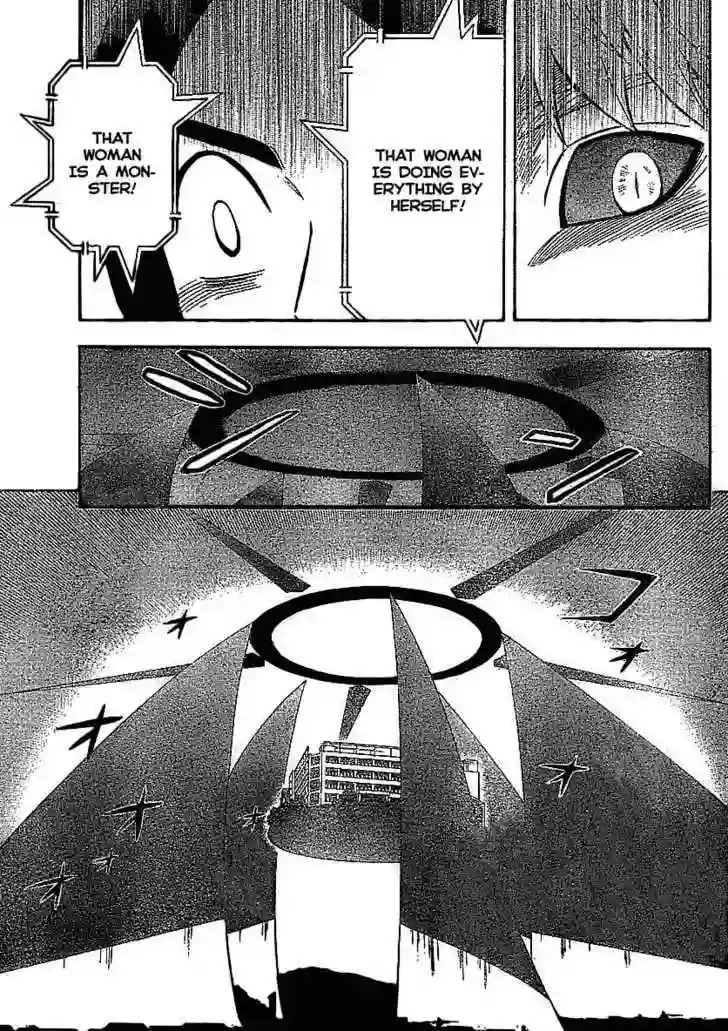 THAT WOMAN
IS DOING EV-
ERYTHING BY
HERSELF!
THAT
WOMAN
IS A MON-
STER!